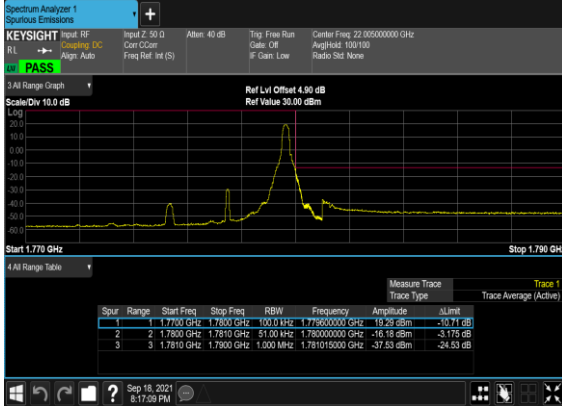 Spectrum Analyzer 1
Spurious Emissions
+
KEYSIGHT Input: RF Input Z: 50 Ω Atten: 40 dB Trig: Free Run Center Freq: 22.005000000 GHz
RL Coupling: DC Corr CCorr Gate: Off Avg|Hold: 100/100
Align: Auto Freq Ref: Int (S) IF Gain: Low Radio Std: None
LXI PASS
3 All Range Graph Ref Lvl Offset 4.90 dB
Scale/Div 10.0 dB Ref Value 30.00 dBm
Log
20.0
10.0
0.00
-10.0
-20.0
-30.0
-40.0
-50.0
-60.0
Start 1.770 GHz Stop 1.790 GHz
4 All Range Table
Measure Trace Trace 1
Trace Type Trace Average (Active)
Spur Range Start Freq Stop Freq RBW Frequency Amplitude ΔLimit
1 1 1.7700 GHz 1.7800 GHz 100.0 kHz 1.779600000 GHz 19.29 dBm -10.71 dB
2 2 1.7800 GHz 1.7810 GHz 51.00 kHz 1.780000000 GHz -16.18 dBm -3.175 dB
3 3 1.7810 GHz 1.7900 GHz 1.000 MHz 1.781015000 GHz -37.53 dBm -24.53 dB
? Sep 18, 2021
8:17:09 PM